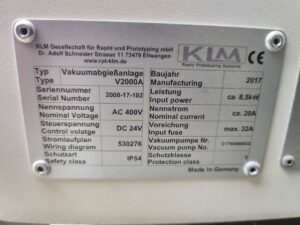 KLM Gesellschaft für Rapid und Prototyping mbH
Dr. Adolf Schneider Strasse 11 73479 Ellwangen
www.rpt-klm.de
KLM CE
Rapid Prototyping Systems
Typ Vakuumabgießanlage
Type V2000A
Seriennummer
Serial Number 2000-17-102
Nennspannung
Nominal Voltage AC 400V
Steuerspannung
Control volatge DC 24V
Stromlaufplan
Wiring diagram 530276
Schutzart
Safety class IP54
Baujahr
Manufacturing 2017
Leistung
Input power ca. 8,5kW
Nennstrom
Nominal current ca. 20A
Vorsicherung
Input fuse max. 32A
Vakuumpumpe Nr.
Vacuum pump No.
Schutzklasse
Protection class 1
Made in Germany